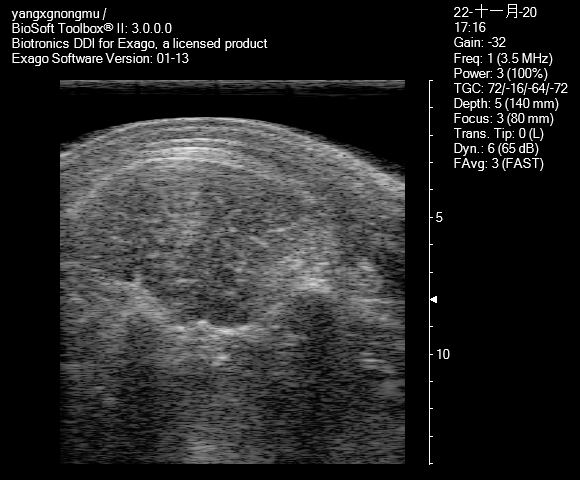 yangxgnongmu /
BioSoft Toolbox® II: 3.0.0.0
Biotronics DDI for Exago, a licensed product
Exago Software Version: 01-13
22-十一月-20
17:16
Gain: -32
Freq: 1 (3.5 MHz)
Power: 3 (100%)
TGC: 72/-16/-64/-72
Depth: 5 (140 mm)
Focus: 3 (80 mm)
Trans. Tip: 0 (L)
Dyn.: 6 (65 dB)
FAvg: 3 (FAST)
5
10